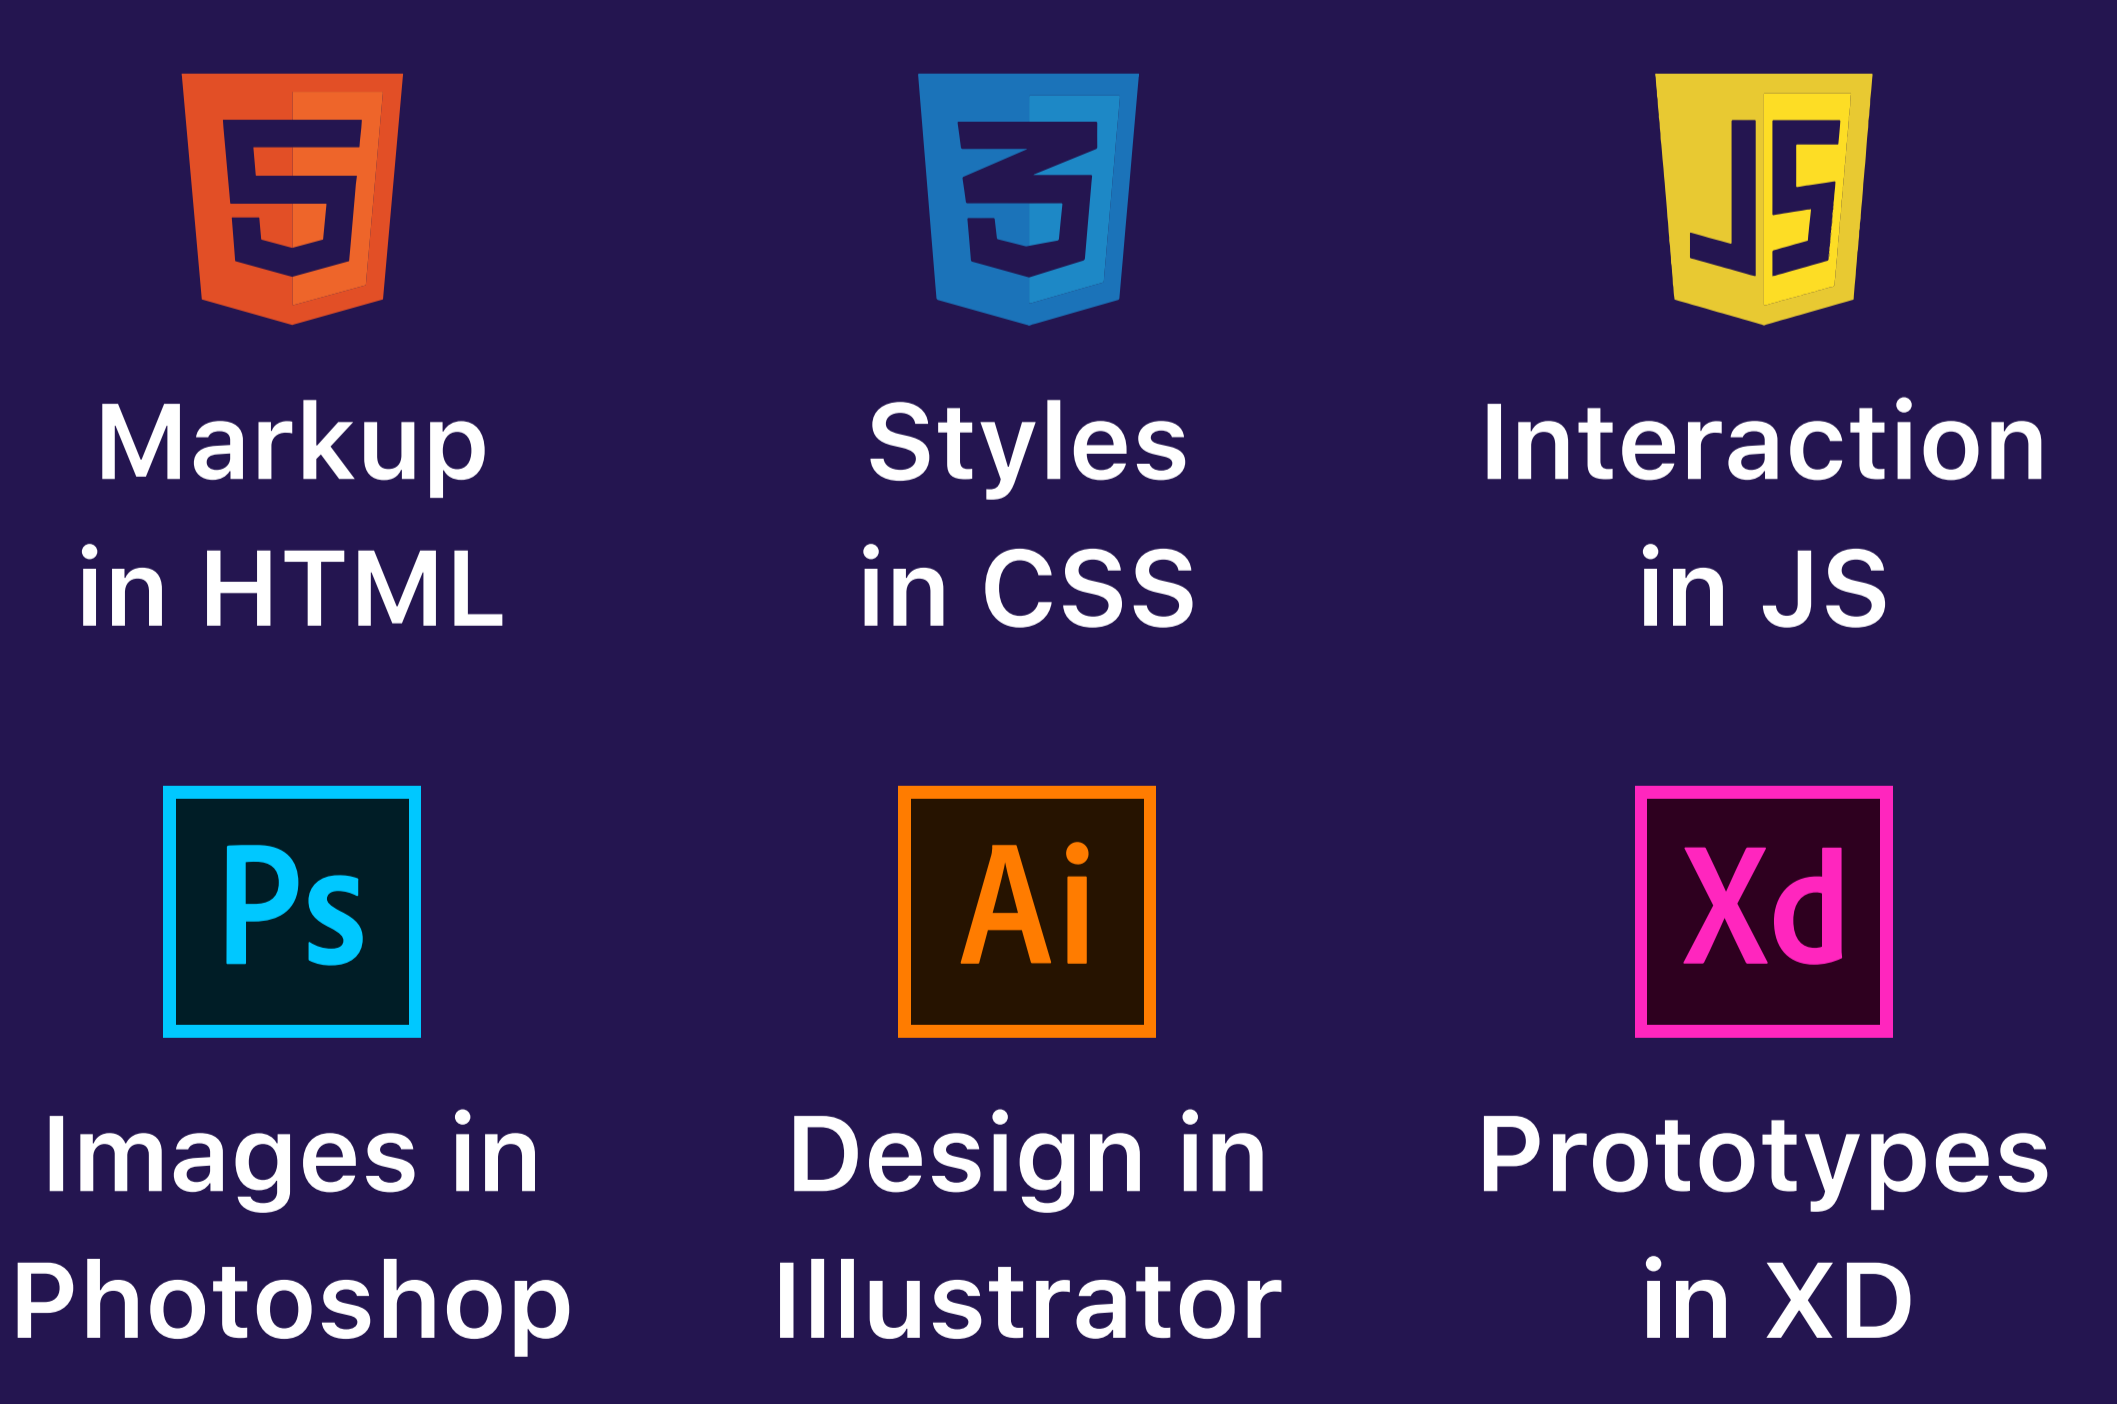 5
3
JS
Markup
in HTML
Styles
in CSS
Interaction
in JS
Ps
Ai
Xd
Images in
Photoshop
Design in
Illustrator
Prototypes
in XD